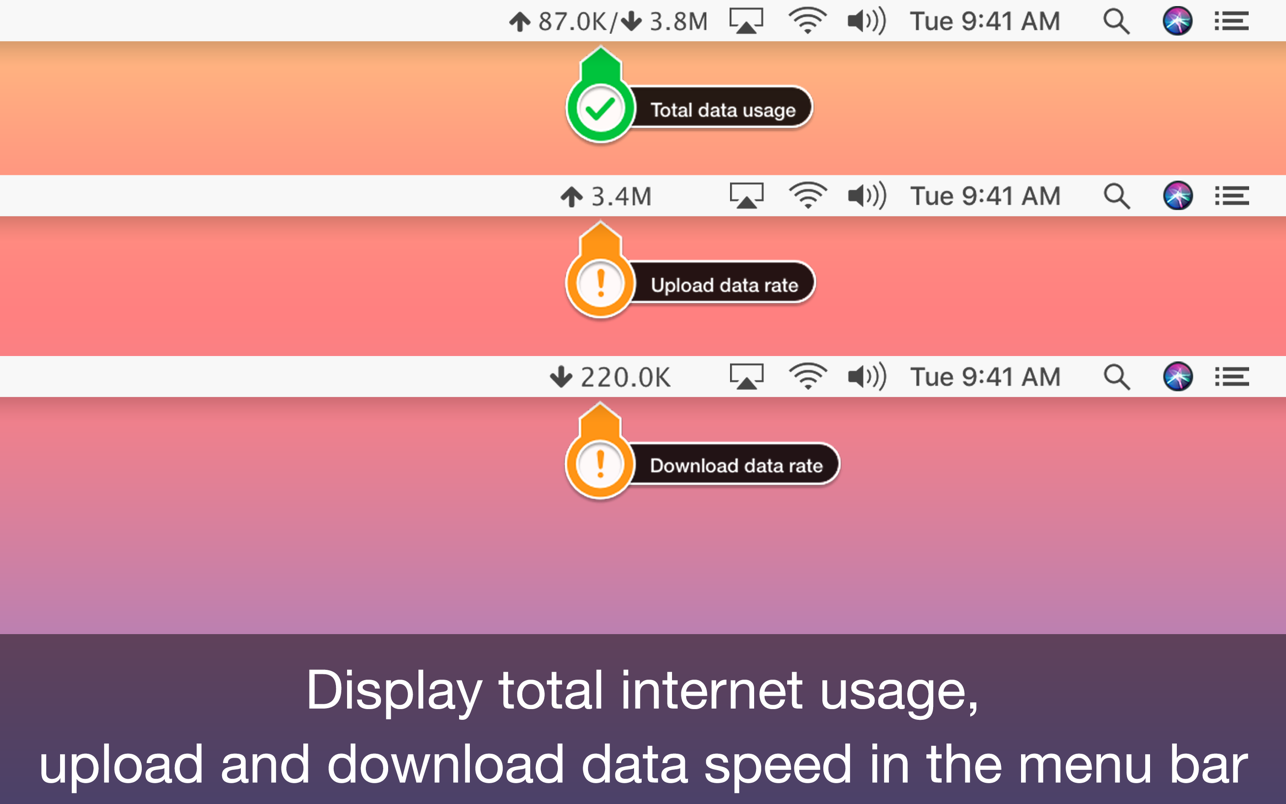 ↑ 87.0K/↓ 3.8M Tue 9:41 AM
Total data usage
↑ 3.4M Tue 9:41 AM
Upload data rate
↓ 220.0K Tue 9:41 AM
Download data rate
Display total internet usage,
upload and download data speed in the menu bar